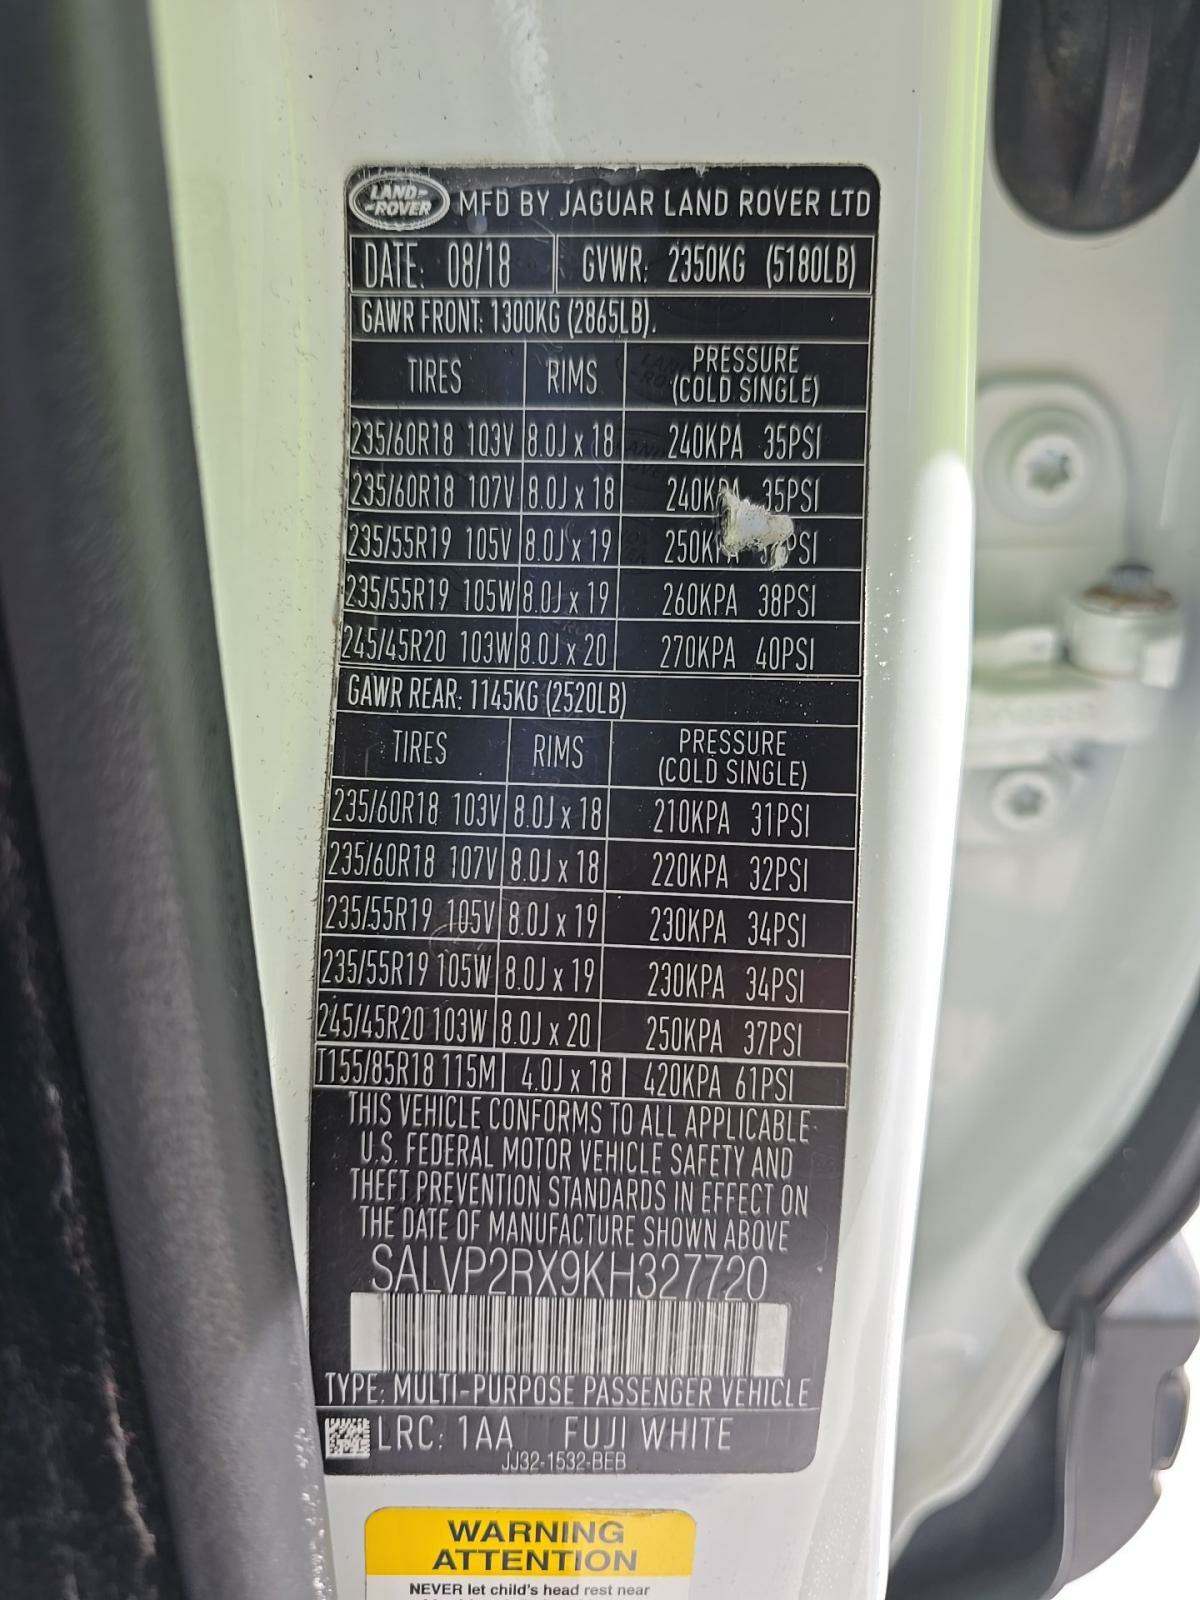 LAND-
-ROVER
MFD BY JAGUAR LAND ROVER LTD
DATE: 08/18 GVWR: 2350KG (5180LB)
GAWR FRONT: 1300KG (2865LB).
TIRES RIMS PRESSURE
(COLD SINGLE)
235/60R18 103V 8.0J x 18 240KPA 35PSI
235/60R18 107V 8.0J x 18 240KPA 35PSI
235/55R19 105V 8.0J x 19
235/55R19 105W 8.0J x 19 260KPA 38PSI
245/45R20 103W 8.0J x 20 270KPA 40PSI
GAWR REAR: 1145KG (2520LB)
TIRES RIMS PRESSURE
(COLD SINGLE)
235/60R18 103V 8.0J x 18 210KPA 31PSI
235/60R18 107V 8.0J x 18 220KPA 32PSI
235/55R19 105V 8.0J x 19 230KPA 34PSI
235/55R19 105W 8.0J x 19 230KPA 34PSI
245/45R20 103W 8.0J x 20 250KPA 37PSI
T155/85R18 115M 4.0J x 18 420KPA 61PSI
THIS VEHICLE CONFORMS TO ALL APPLICABLE
U.S. FEDERAL MOTOR VEHICLE SAFETY AND
THEFT PREVENTION STANDARDS IN EFFECT ON
THE DATE OF MANUFACTURE SHOWN ABOVE
SALVP2RX9KH327720
TYPE: MULTI-PURPOSE PASSENGER VEHICLE
LRC: 1AA FUJI WHITE
JJ32-1532-BEB
WARNING
ATTENTION
NEVER let child's head rest near